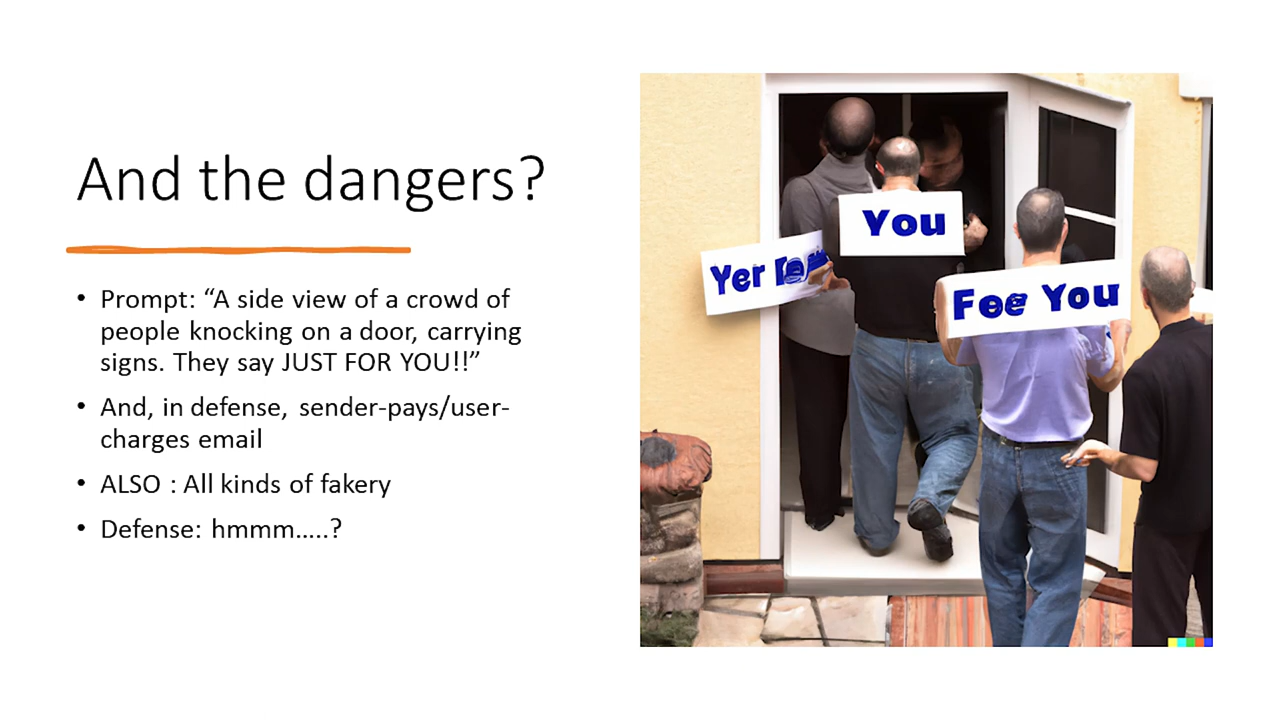 And the dangers?
• Prompt: “A side view of a crowd of
people knocking on a door, carrying
signs. They say JUST FOR YOU!!”
• And, in defense, sender-pays/user-
charges email
• ALSO : All kinds of fakery
• Defense: hmmm…..?
You
Yer
Foe You